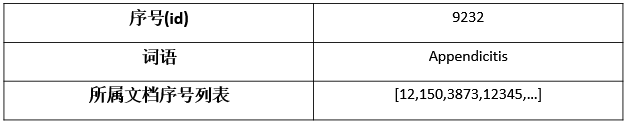 序号(id) 9232
词语 Appendicitis
所属文档序号列表 [12,150,3873,12345,...]